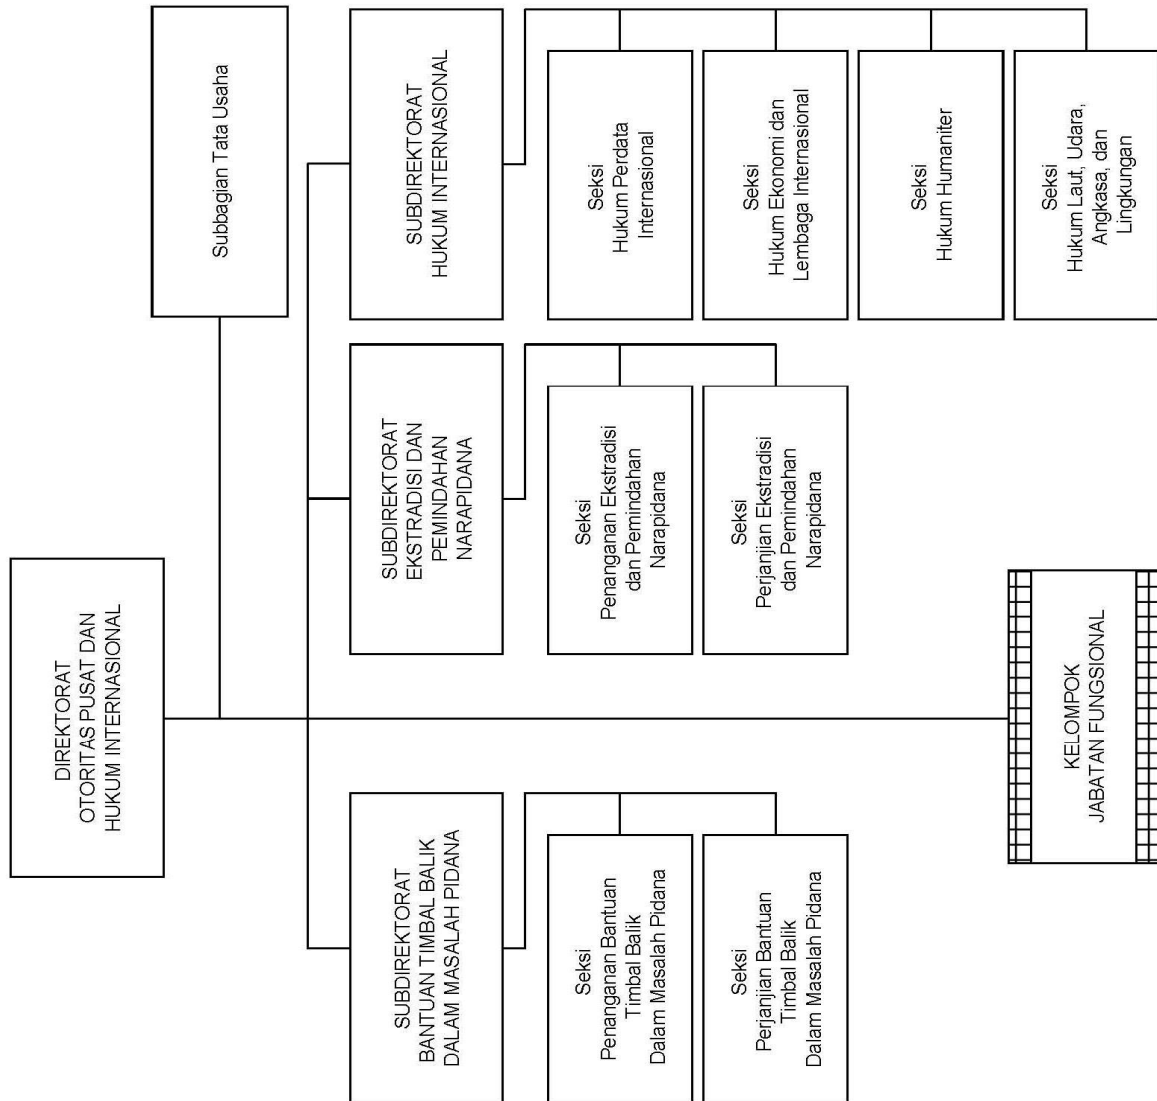 DIREKTORAT
OTORITAS PUSAT DAN
HUKUM INTERNASIONAL
Subbagian Tata Usaha
SUBDIREKTORAT
BANTUAN TIMBAL BALIK
DALAM MASALAH PIDANA
SUBDIREKTORAT
EKSTRADISI DAN
PEMINDAHAN
NARAPIDANA
SUBDIREKTORAT
HUKUM INTERNASIONAL
Seksi
Penanganan Bantuan
Timbal Balik
Dalam Masalah Pidana
Seksi
Penanganan Ekstradisi
dan Pemindahan
Narapidana
Seksi
Hukum Perdata
Internasional
Seksi
Perjanjian Bantuan
Timbal Balik
Dalam Masalah Pidana
Seksi
Perjanjian Ekstradisi
dan Pemindahan
Narapidana
Seksi
Hukum Ekonomi dan
Lembaga Internasional
Seksi
Hukum Humaniter
KELOMPOK
JABATAN FUNGSIONAL
Seksi
Hukum Laut, Udara,
Angkasa, dan
Lingkungan